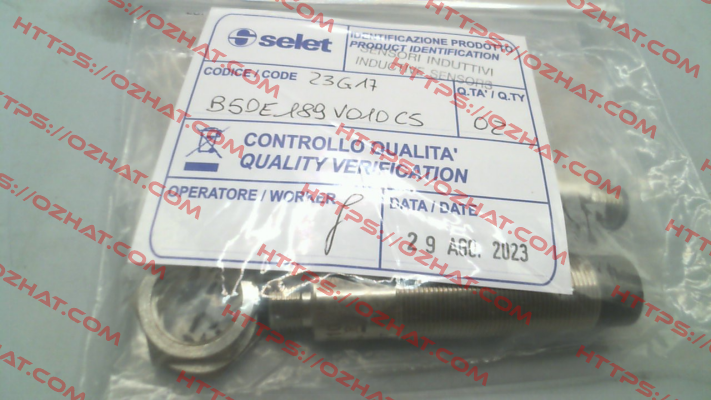 selet
IDENTIFICAZIONE PRODOTTO
PRODUCT IDENTIFICATION
SENSORI INDUTTIVI
INDUCTIVE SENSORS
CODICE / CODE 23G17
Q.TA' / Q.TY
B5DE189V010C5
02
CONTROLLO QUALITA'
QUALITY VERIFICATION
OPERATORE / WORKER
DATA / DATE
29 AGO. 2023
HTTPS://OZHAT.COM